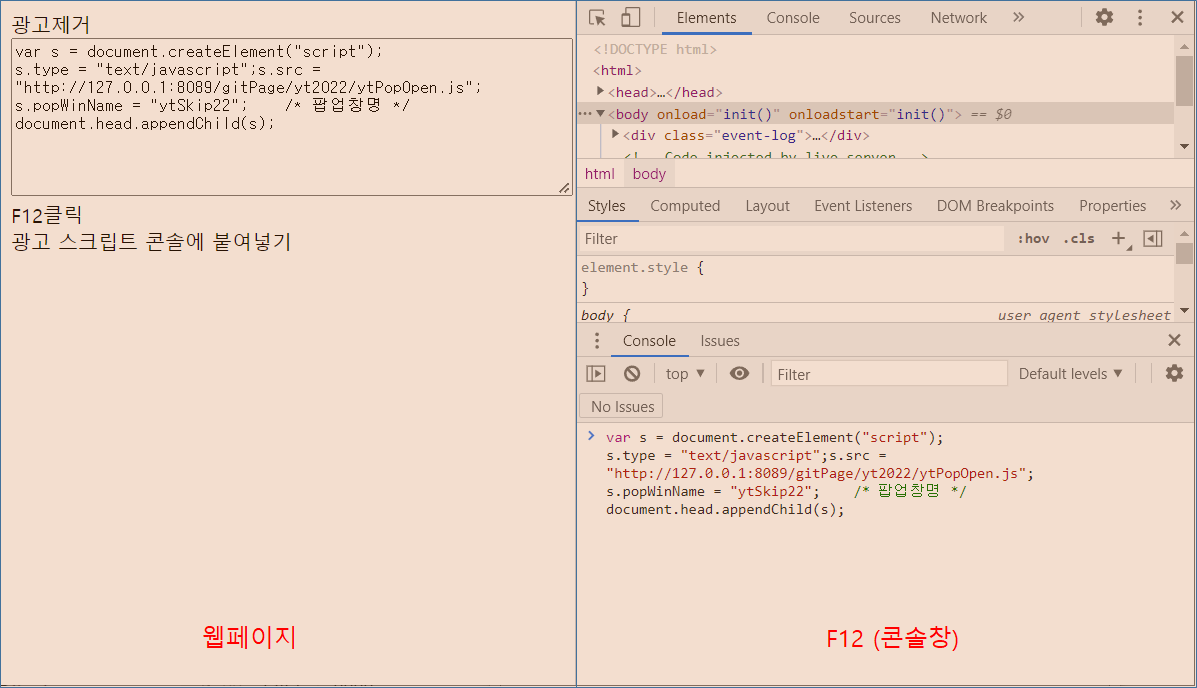 광고제거
var s = document.createElement("script");
s.type = "text/javascript";s.src =
"http://127.0.0.1:8089/gitPage/yt2022/ytPopOpen.js";
s.popWinName = "ytSkip22";    /* 팝업창명 */
document.head.appendChild(s);
F12클릭
광고 스크립트 콘솔에 붙여넣기
웹페이지
Elements Console Sources Network »
<!DOCTYPE html>
<html>
<head>…</head>
<body onload="init()" onloadstart="init()"> == $0
<div class="event-log">…</div>
<!-- Code injected by live-server -->
html body
Styles Computed Layout Event Listeners DOM Breakpoints Properties »
Filter :hov .cls +
element.style {
}
body { user agent stylesheet
Console Issues
top ▼ Filter Default levels ▼
No Issues
> var s = document.createElement("script");
s.type = "text/javascript";s.src =
"http://127.0.0.1:8089/gitPage/yt2022/ytPopOpen.js";
s.popWinName = "ytSkip22";    /* 팝업창명 */
document.head.appendChild(s);
F12 (콘솔창)